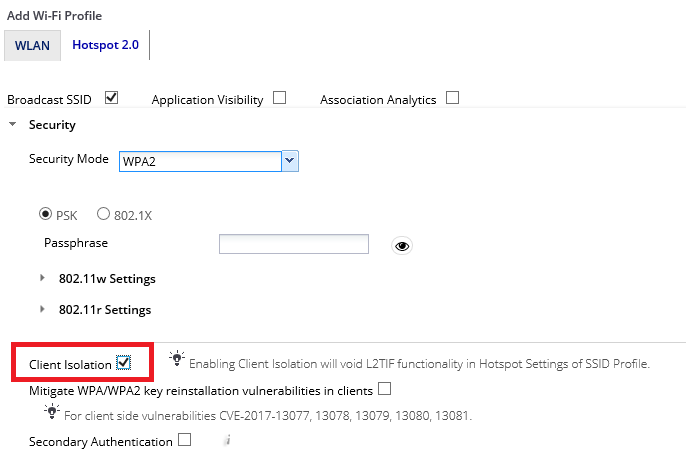 Add Wi-Fi Profile
WLAN Hotspot 2.0
Broadcast SSID Application Visibility Association Analytics
Security
Security Mode WPA2
PSK 802.1X
Passphrase
802.11w Settings
802.11r Settings
Client Isolation Enabling Client Isolation will void L2TIF functionality in Hotspot Settings of SSID Profile.
Mitigate WPA/WPA2 key reinstallation vulnerabilities in clients
For client side vulnerabilities CVE-2017-13077, 13078, 13079, 13080, 13081.
Secondary Authentication i